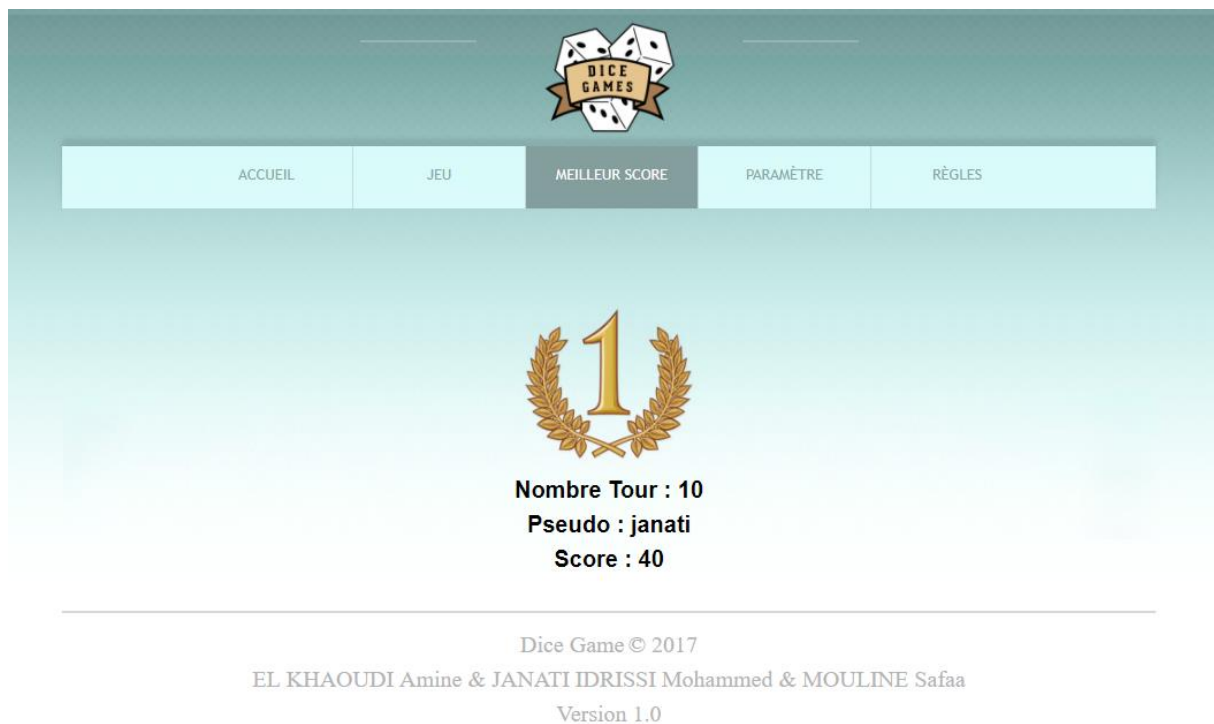 DICE
GAMES
ACCUEIL JEU MEILLEUR SCORE PARAMÈTRE RÈGLES
1
Nombre Tour : 10
Pseudo : janati
Score : 40
Dice Game © 2017
EL KHAOUDI Amine & JANATI IDRISSI Mohammed & MOULINE Safaa
Version 1.0